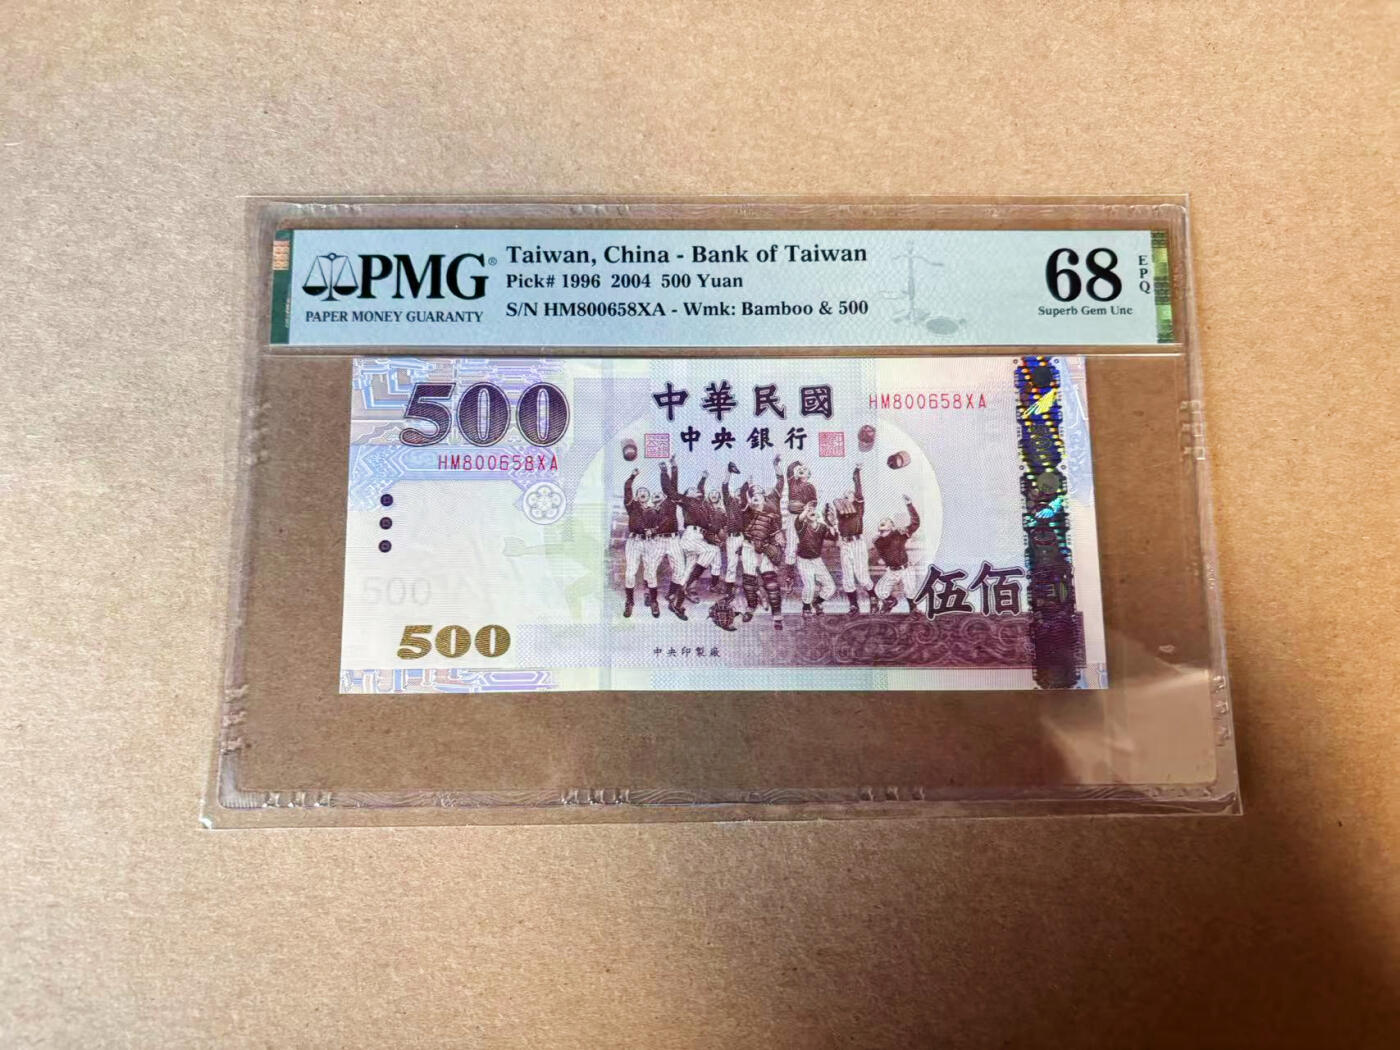 PMG®
PAPER MONEY GUARANTY
Taiwan, China - Bank of Taiwan
Pick# 1996 2004 500 Yuan
S/N HM800658XA - Wmk: Bamboo & 500
68
EPQ
Superb Gem Unc
500
中華民國
HM800658XA
中央銀行
HM800658XA
500
伍佰
500
中央印製廠